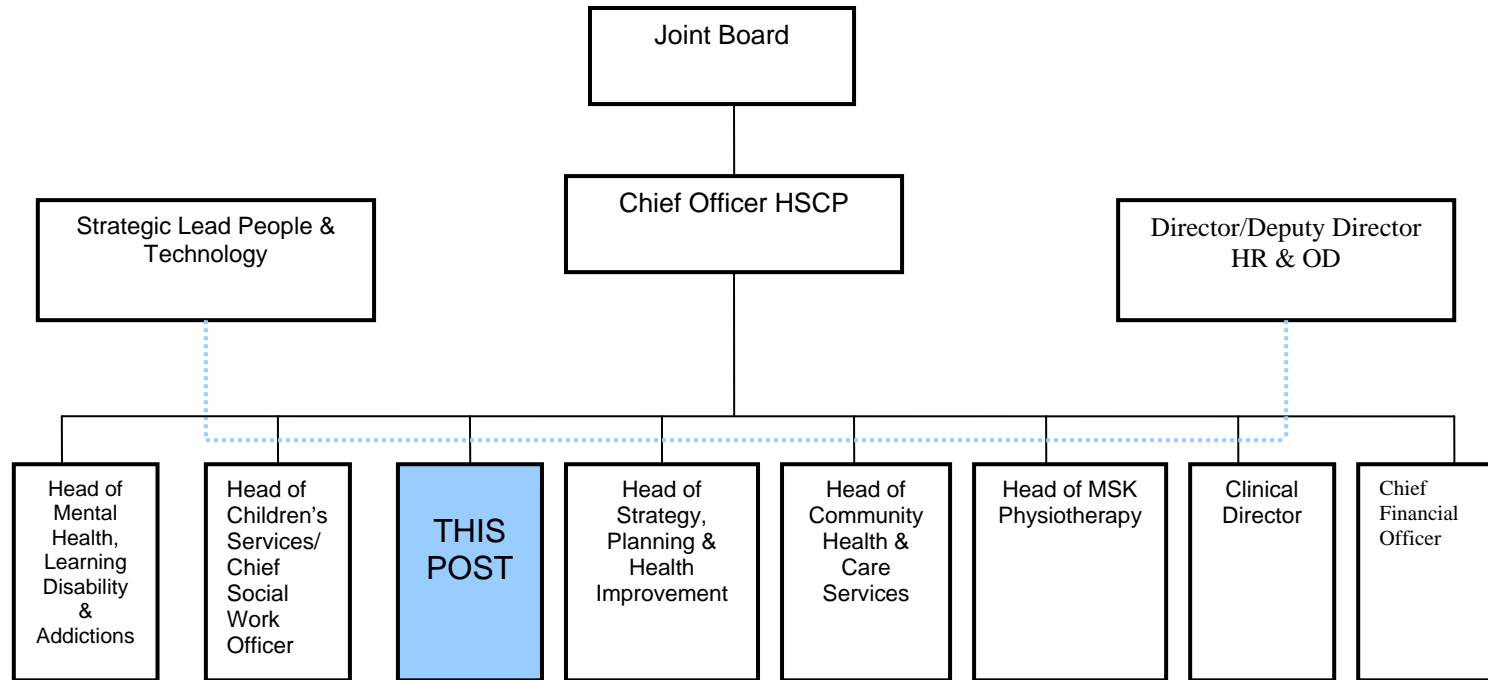 Joint Board
Chief Officer HSCP
Strategic Lead People &
Technology
Director/Deputy Director
HR & OD
Head of
Mental
Health,
Learning
Disability
&
Addictions
Head of
Children's
Services/
Chief
Social
Work
Officer
THIS
POST
Head of
Strategy,
Planning &
Health
Improvement
Head of
Community
Health &
Care
Services
Head of MSK
Physiotherapy
Clinical
Director
Chief
Financial
Officer